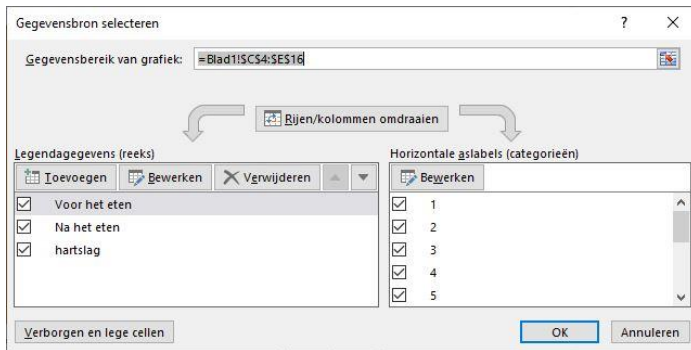 Gegevensbron selecteren ? X
Gegevensbereik van grafiek: =Blad1!$C$4:$E$16
Rijen/kolommen omdraaien
Legendagegevens (reeks)
Toevoegen Bewerken Verwijderen
Voor het eten
Na het eten
hartslag
Horizontale aslabels (categorieën)
Bewerken
1
2
3
4
5
Verborgen en lege cellen
OK Annuleren